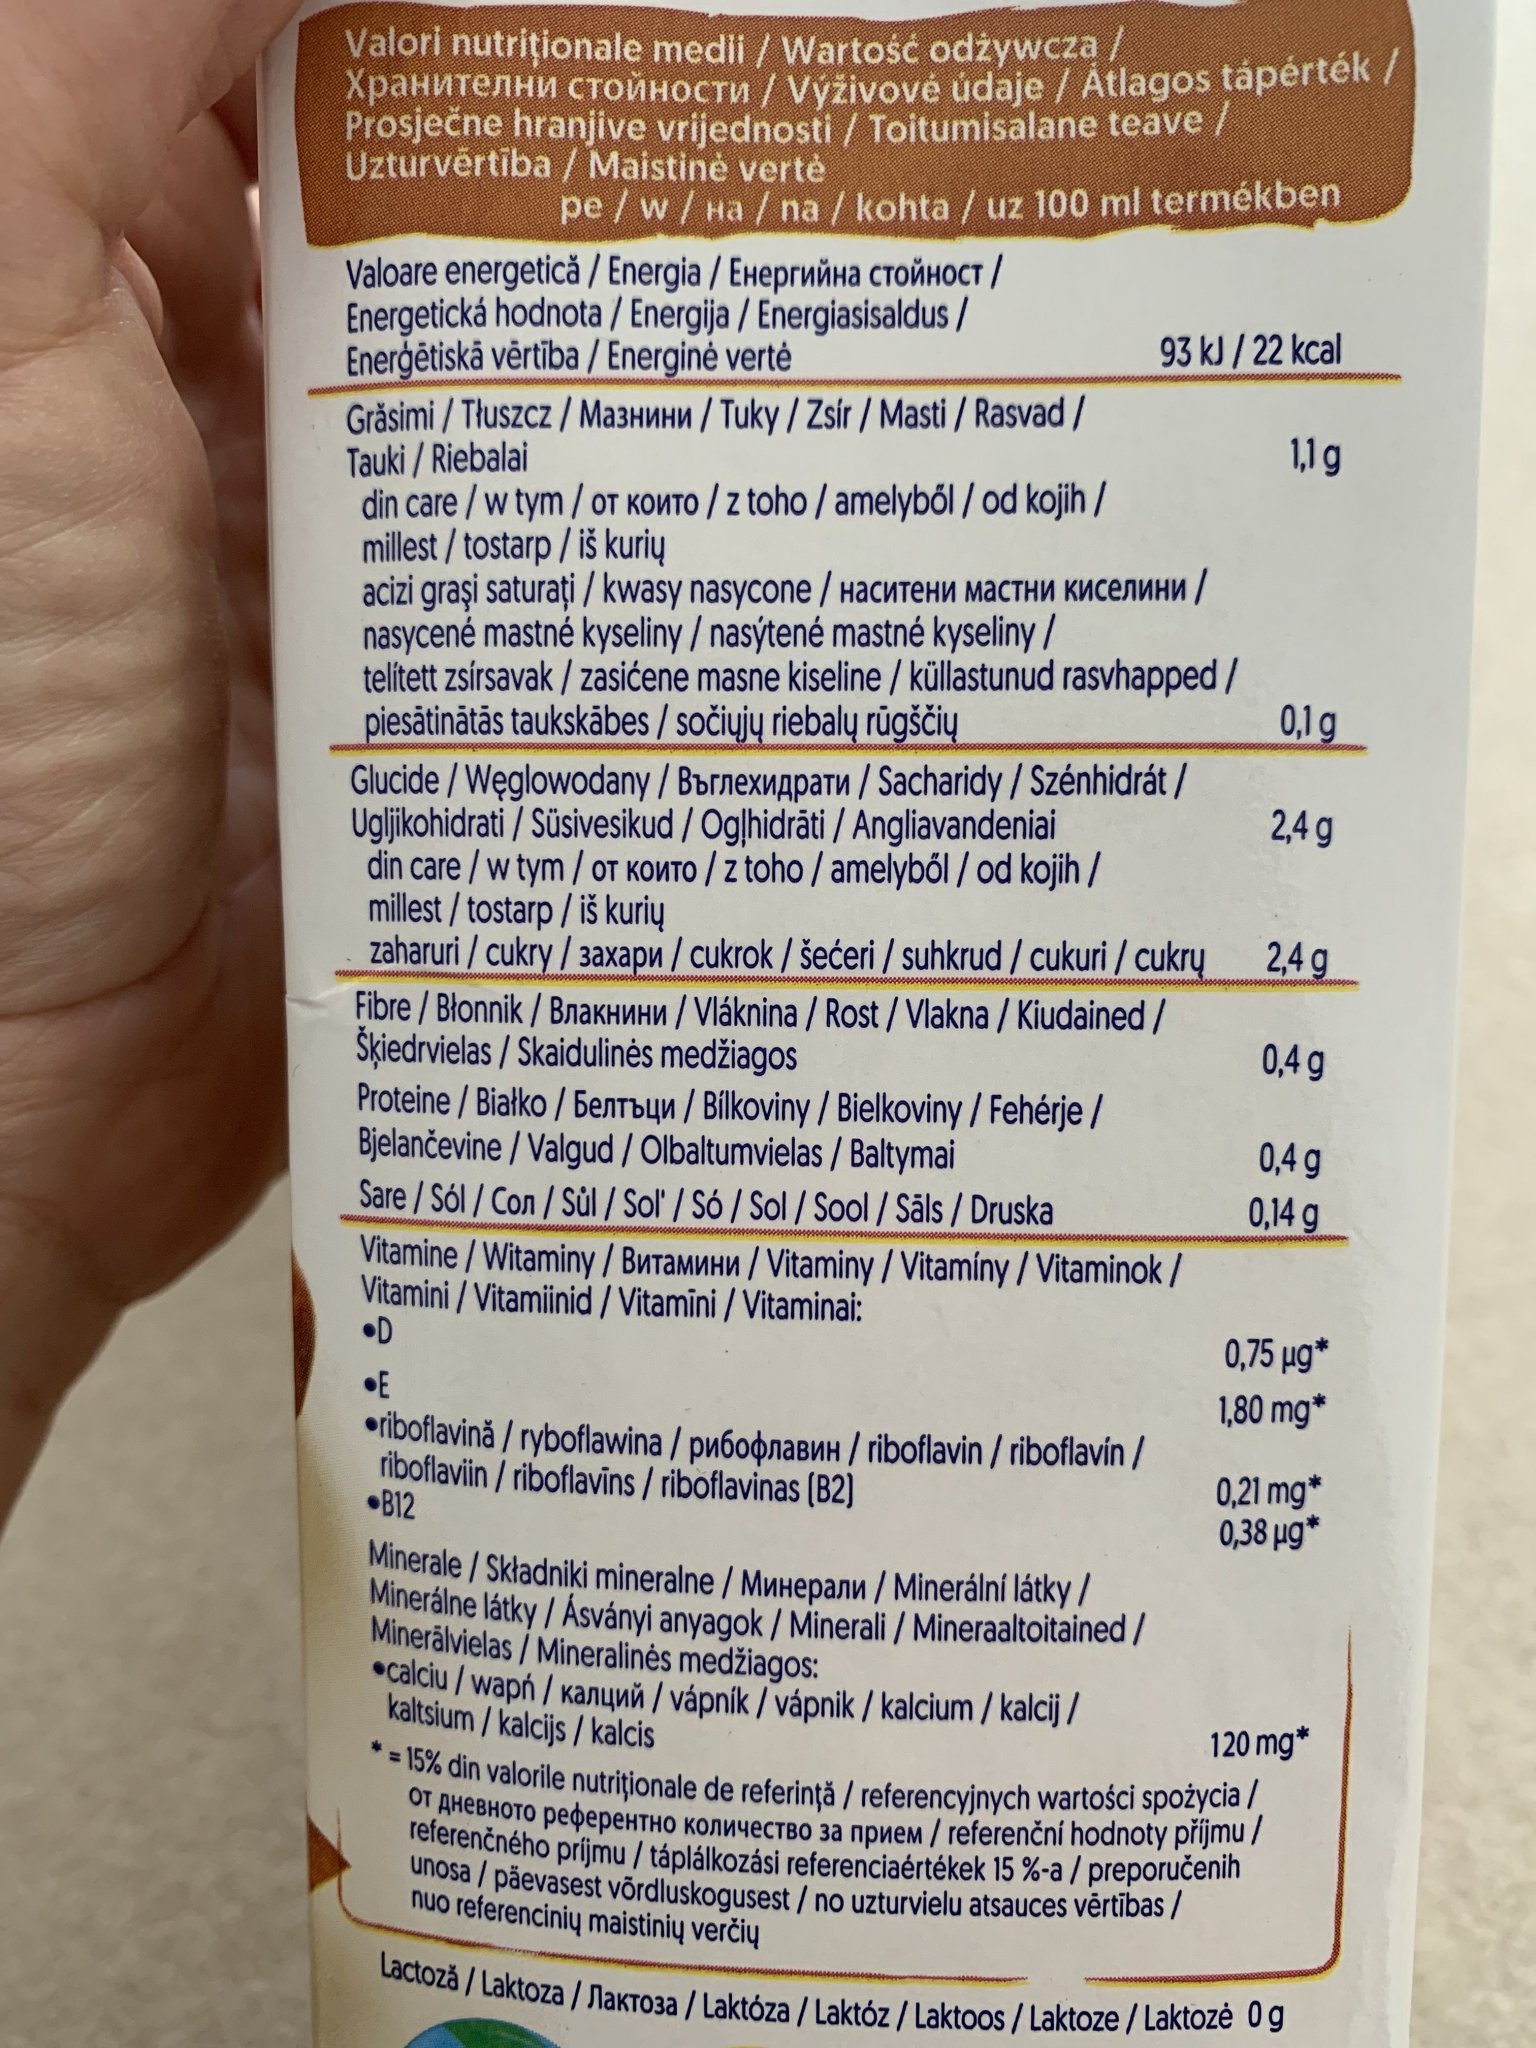 Valori nutriționale medii / Wartość odżywcza /
Хранителни стойности / Výživové údaje / Átlagos tápérték /
Prosječne hranjive vrijednosti / Toitumisalane teave /
Uzturvērtība / Maistinė vertė
pe / w / на / na / kohta / uz 100 ml termékben
Valoare energetică / Energia / Енергийна стойност /
Energetická hodnota / Energija / Energiasisaldus /
Enerģētiskā vērtība / Energinė vertė 93 kJ / 22 kcal
Grăsimi / Tłuszcz / Мазнини / Tuky / Zsír / Masti / Rasvad /
Tauki / Riebalai 1,1 g
din care / w tym / от които / z toho / amelyből / od kojih /
millest / tostarp / iš kurių
acizi grași saturați / kwasy nasycone / наситени мастни киселини /
nasycené mastné kyseliny / nasýtené mastné kyseliny /
telített zsírsavak / zasićene masne kiseline / küllastunud rasvhapped /
piesātinātās taukskābes / sočiųjų riebalų rūgščių 0,1 g
Glucide / Węglowodany / Въглехидрати / Sacharidy / Szénhidrát /
Ugljikohidrati / Süsivesikud / Ogļhidrāti / Angliavandeniai 2,4 g
din care / w tym / от които / z toho / amelyből / od kojih /
millest / tostarp / iš kurių
zaharuri / cukry / захари / cukrok / šećeri / suhkrud / cukuri / cukrų 2,4 g
Fibre / Błonnik / Влакнини / Vláknina / Rost / Vlakna / Kiudained /
Šķiedrvielas / Skaidulinės medžiagos 0,4 g
Proteine / Białko / Белтъци / Bílkoviny / Bielkoviny / Fehérje /
Bjelančevine / Valgud / Olbaltumvielas / Baltymai 0,4 g
Sare / Sól / Сол / Sůl / Soľ / Só / Sol / Sool / Sāls / Druska 0,14 g
Vitamine / Witaminy / Витамини / Vitaminy / Vitamíny / Vitaminok /
Vitamini / Vitamiinid / Vitamīni / Vitaminai:
•D 0,75 µg*
•E 1,80 mg*
•riboflavină / ryboflawina / рибофлавин / riboflavin / riboflavín /
riboflaviin / riboflavīns / riboflavinas (B2) 0,21 mg*
•B12 0,38 µg*
Minerale / Składniki mineralne / Минерали / Minerální látky /
Minerálne látky / Ásványi anyagok / Minerali / Mineraaltoitained /
Minerālvielas / Mineralinės medžiagos:
•calciu / wapń / калций / vápník / vápnik / kalcium / kalcij /
kaltsium / kalcijs / kalcis 120 mg*
* = 15% din valorile nutriționale de referință / referencyjnych wartości spożycia /
от дневното референтно количество за прием / referenční hodnoty příjmu /
referenčného príjmu / táplálkozási referenciaértékek 15 %-a / preporučenih
unosa / päevasest võrdluskogusest / no uzturvielu atsauces vērtības /
nuo referencinių maistinių verčių
Lactoză / Laktoza / Лактоза / Laktóza / Laktóz / Laktoos / Laktoze / Laktozė 0 g